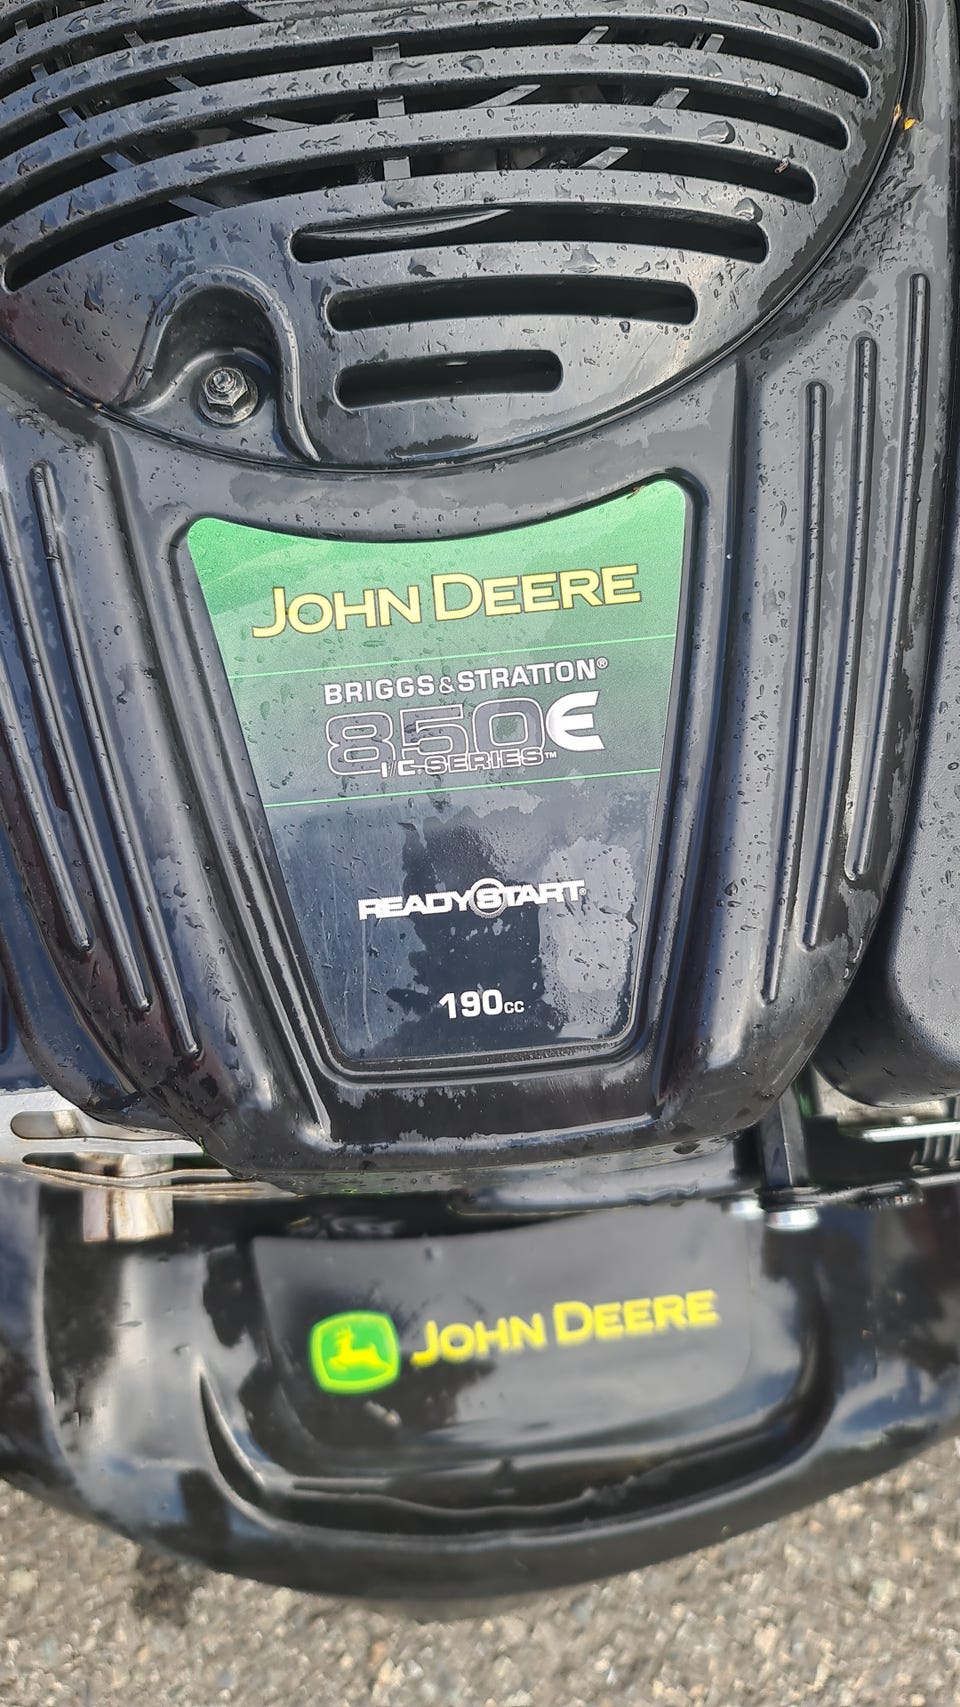 JOHN DEERE
BRIGGS & STRATTON®
850E
I/C SERIES™
READYSTART®
190cc
JOHN DEERE